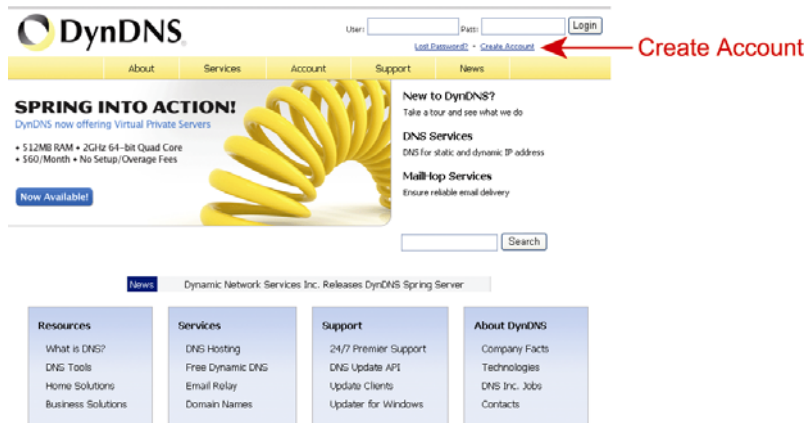 DynDNS
User: Pass: Login
Lost Password? • Create Account
Create Account
About Services Account Support News
SPRING INTO ACTION!
DynDNS now offering Virtual Private Servers
• 512MB RAM • 2GHz 64-bit Quad Core
• $60/Month • No Setup/Overage Fees
Now Available!
New to DynDNS?
Take a tour and see what we do
DNS Services
DNS for static and dynamic IP address
MailHop Services
Ensure reliable email delivery
Search
News Dynamic Network Services Inc. Releases DynDNS Spring Server
Resources
What is DNS?
DNS Tools
Home Solutions
Business Solutions
Services
DNS Hosting
Free Dynamic DNS
Email Relay
Domain Names
Support
24/7 Premier Support
DNS Update API
Update Clients
Updater for Windows
About DynDNS
Company Facts
Technologies
DNS Inc. Jobs
Contacts